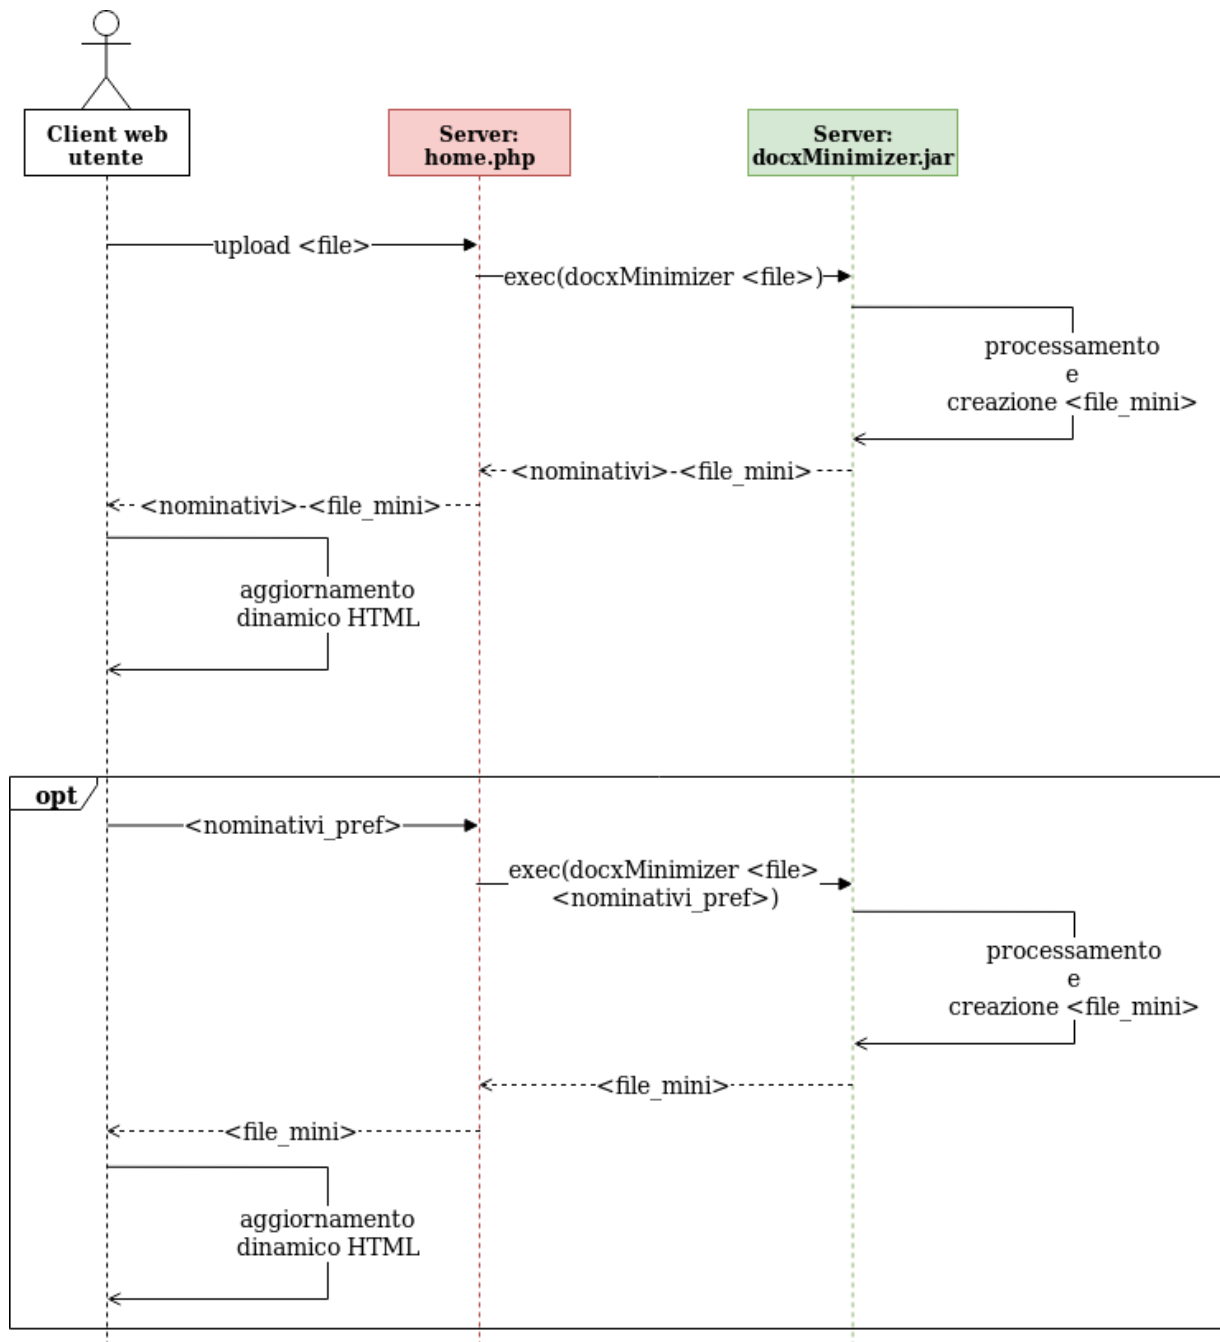 Client web
utente
Server:
home.php
Server:
docxMinimizer.jar
upload <file>
exec(docxMinimizer <file>)
processamento
e
creazione <file_mini>
<nominativi>-<file_mini>
<nominativi>-<file_mini>
aggiornamento
dinamico HTML
opt
<nominativi_pref>
exec(docxMinimizer <file>
<nominativi_pref>)
processamento
e
creazione <file_mini>
<file_mini>
<file_mini>
aggiornamento
dinamico HTML